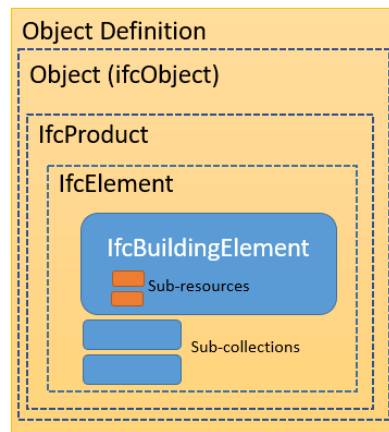 Object Definition
Object (ifcObject)
IfcProduct
IfcElement
IfcBuildingElement
Sub-resources
Sub-collections